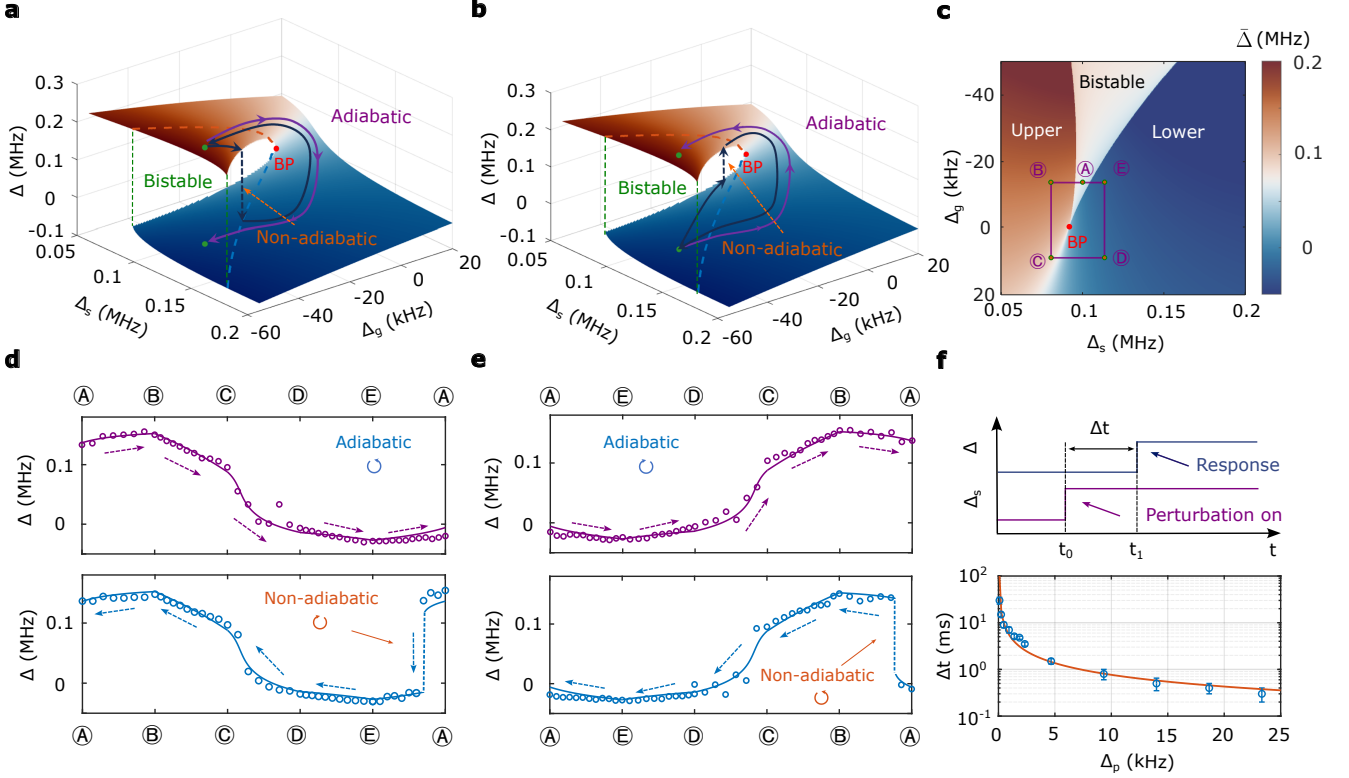 a
Δ (MHz)
0.3
0.2
0.1
0
-0.1
0.05
0.1
0.15
0.2
Δs (MHz)
-60
-40
-20
0
20
Δg (kHz)
Adiabatic
BP
Bistable
Non-adiabatic
b
Δ (MHz)
0.3
0.2
0.1
0
-0.1
0.05
0.1
0.15
0.2
Δs (MHz)
-60
-40
-20
0
20
Δg (kHz)
Adiabatic
BP
Bistable
Non-adiabatic
c
Δ̄ (MHz)
0.2
0.1
0
Δg (kHz)
-40
-20
0
20
0.05
0.1
0.15
0.2
Δs (MHz)
Bistable
Upper
Lower
Ⓑ
Ⓐ
Ⓔ
BP
Ⓒ
Ⓓ
d
Ⓐ Ⓑ Ⓒ Ⓓ Ⓔ Ⓐ
Δ (MHz)
0.1
0
Adiabatic
Δ (MHz)
0.1
0
Non-adiabatic
Ⓐ Ⓑ Ⓒ Ⓓ Ⓔ Ⓐ
e
Ⓐ Ⓔ Ⓓ Ⓒ Ⓑ Ⓐ
Δ (MHz)
0.1
0
Adiabatic
Δ (MHz)
0.1
0
Non-adiabatic
Ⓐ Ⓔ Ⓓ Ⓒ Ⓑ Ⓐ
f
Δ
Δs
Δt
Response
Perturbation on
t0
t1
t
Δt (ms)
10²
10¹
10⁰
10⁻¹
0
5
10
15
20
25
Δp (kHz)